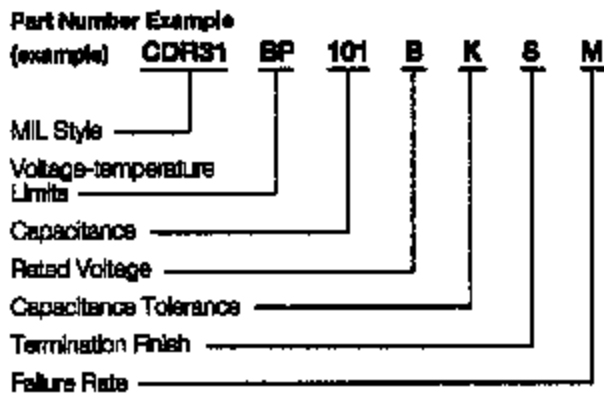 Part Number Example
(example) CDR31 BP 101 B K S M
MIL Style
Voltage-temperature
Limits
Capacitance
Rated Voltage
Capacitance Tolerance
Termination Finish
Failure Rate